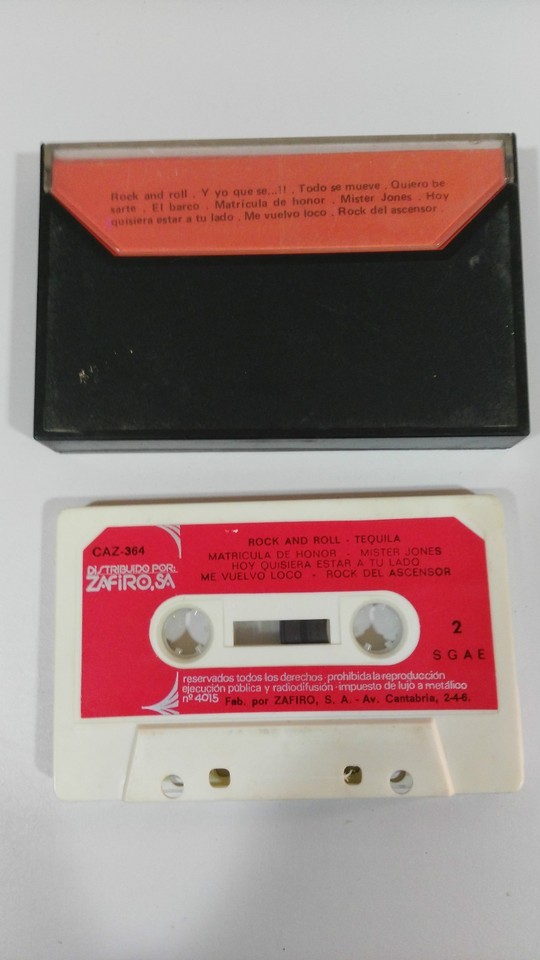 Rock and roll . Y yo que se...!! . Todo se mueve . Quiero be
sarte . El barco . Matrícula de honor . Mister Jones . Hoy
quisiera estar a tu lado . Me vuelvo loco . Rock del ascensor .
CAZ-364
DISTRIBUIDO POR:
ZAFIRO, SA
ROCK AND ROLL - TEQUILA
MATRICULA DE HONOR - MISTER JONES
HOY QUISIERA ESTAR A TU LADO
ME VUELVO LOCO - ROCK DEL ASCENSOR
2
S G A E
reservados todos los derechos · prohibida la reproducción
ejecución pública y radiodifusión · impuesto de lujo a metálico
nº 4015 Fab. por ZAFIRO, S. A. - Av. Cantabria, 2-4-6.